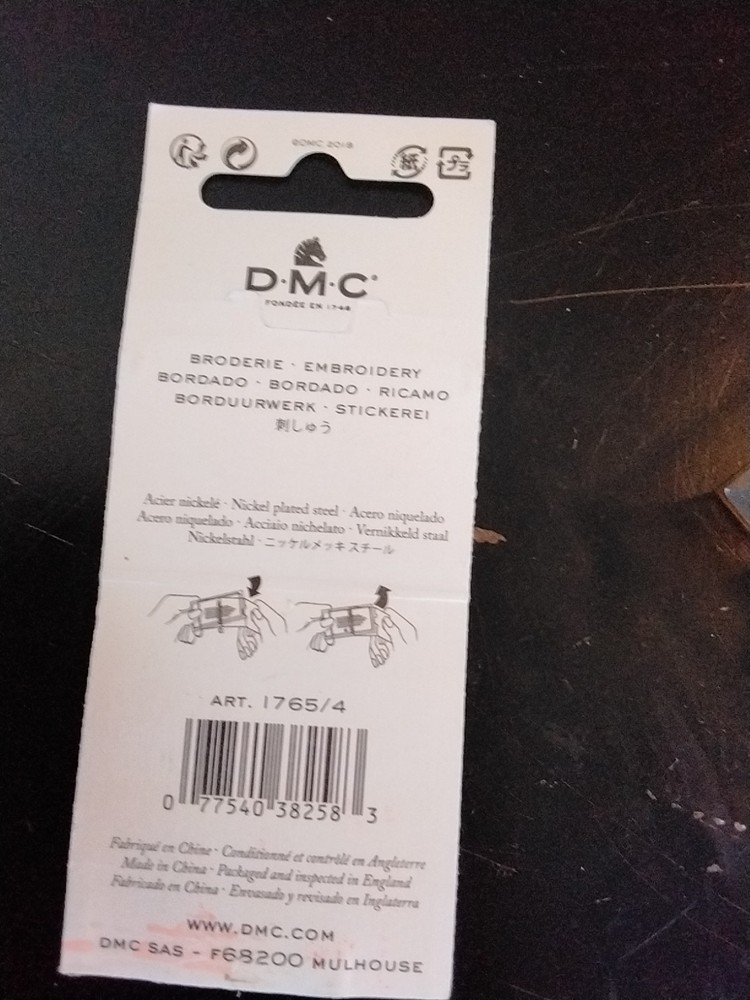 ©DMC 2018
紙
プラ
D·M·C®
FONDÉE EN 1746
BRODERIE · EMBROIDERY
BORDADO · BORDADO · RICAMO
BORDUURWERK · STICKEREI
刺しゅう
Acier nickelé · Nickel plated steel · Acero niquelado
Acero niquelado · Acciaio nichelato · Vernikkeld staal
Nickelstahl · ニッケルメッキスチール
ART. 1765/4
0 77540 38258 3
Fabriqué en Chine · Conditionné et contrôlé en Angleterre
Made in China · Packaged and inspected in England
Fabricado en China · Envasado y revisado en Inglaterra
WWW.DMC.COM
DMC SAS – F68200 MULHOUSE